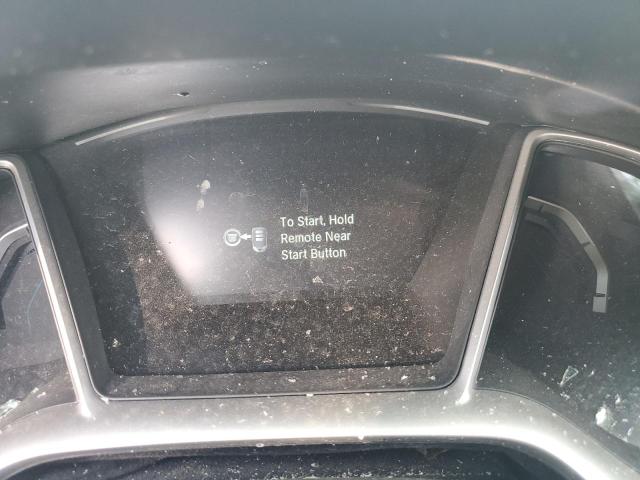 To Start, Hold
Remote Near
Start Button